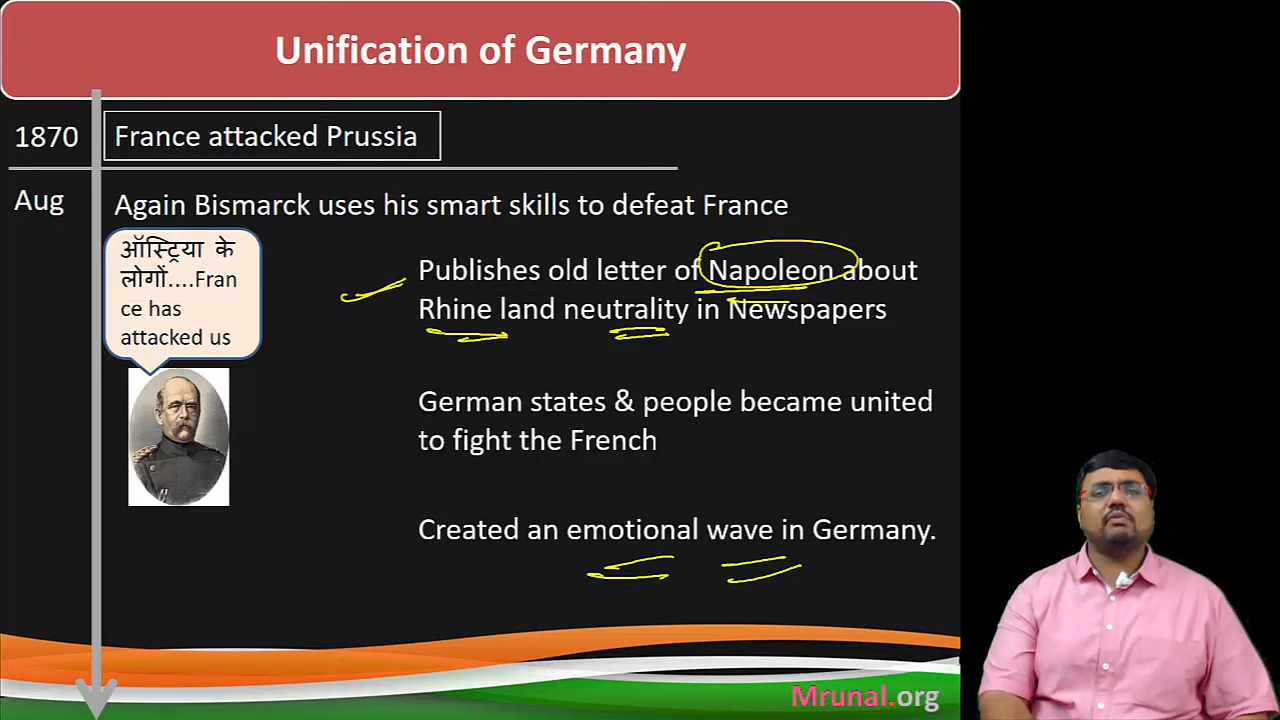 Unification of Germany
1870
France attacked Prussia
Aug
Again Bismarck uses his smart skills to defeat France
ऑस्ट्रिया के
लोगों....Fran
ce has
attacked us
Publishes old letter of Napoleon about
Rhine land neutrality in Newspapers
German states & people became united
to fight the French
Created an emotional wave in Germany.
Mrunal.org